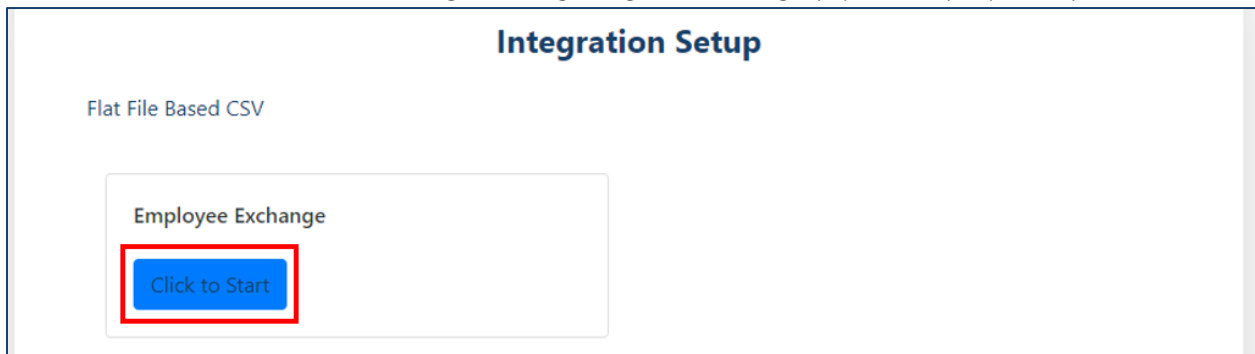 Integration Setup
Flat File Based CSV
Employee Exchange
Click to Start